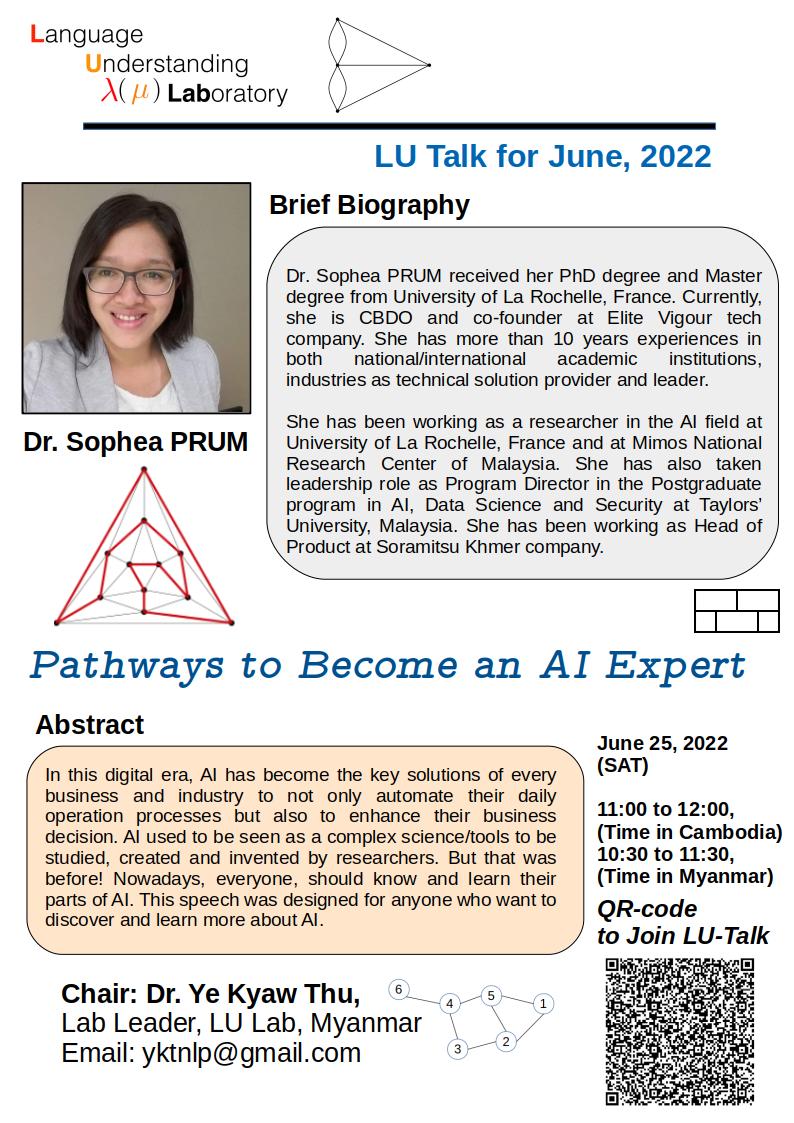 Language
Understanding
λ(μ) Laboratory
LU Talk for June, 2022
Brief Biography
Dr. Sophea PRUM received her PhD degree and Master
degree from University of La Rochelle, France. Currently,
she is CBDO and co-founder at Elite Vigour tech
company. She has more than 10 years experiences in
both national/international academic institutions,
industries as technical solution provider and leader.
She has been working as a researcher in the AI field at
University of La Rochelle, France and at Mimos National
Research Center of Malaysia. She has also taken
leadership role as Program Director in the Postgraduate
program in AI, Data Science and Security at Taylors’
University, Malaysia. She has been working as Head of
Product at Soramitsu Khmer company.
Dr. Sophea PRUM
Pathways to Become an AI Expert
Abstract
In this digital era, AI has become the key solutions of every
business and industry to not only automate their daily
operation processes but also to enhance their business
decision. AI used to be seen as a complex science/tools to be
studied, created and invented by researchers. But that was
before! Nowadays, everyone, should know and learn their
parts of AI. This speech was designed for anyone who want to
discover and learn more about AI.
June 25, 2022
(SAT)
11:00 to 12:00,
(Time in Cambodia)
10:30 to 11:30,
(Time in Myanmar)
QR-code
to Join LU-Talk
Chair: Dr. Ye Kyaw Thu,
Lab Leader, LU Lab, Myanmar
Email: yktnlp@gmail.com
6
4
5
1
3
2